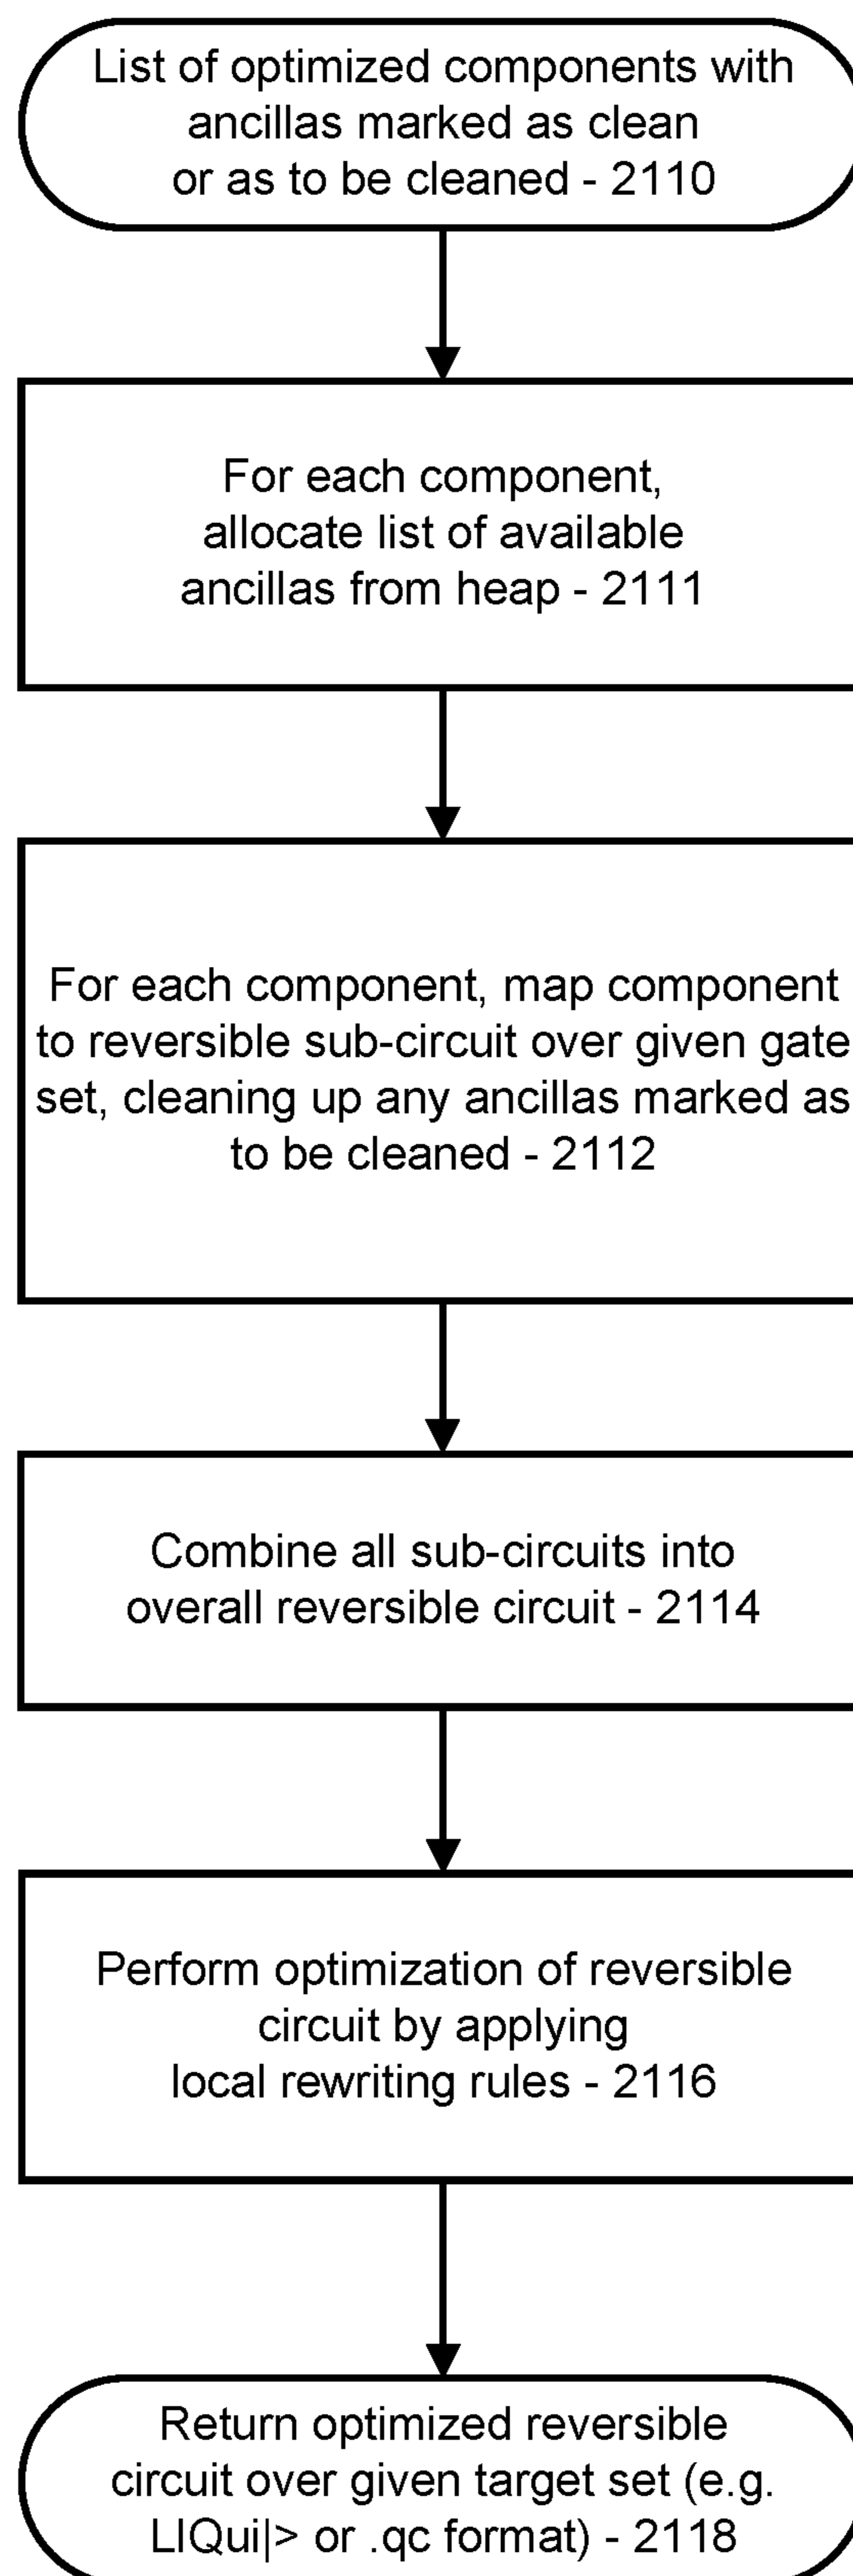 List of optimized components with
ancillas marked as clean
or as to be cleaned - 2110
For each component,
allocate list of available
ancillas from heap - 2111
For each component, map component
to reversible sub-circuit over given gate
set, cleaning up any ancillas marked as
to be cleaned - 2112
Combine all sub-circuits into
overall reversible circuit - 2114
Perform optimization of reversible
circuit by applying
local rewriting rules - 2116
Return optimized reversible
circuit over given target set (e.g.
LIQui|> or .qc format) - 2118